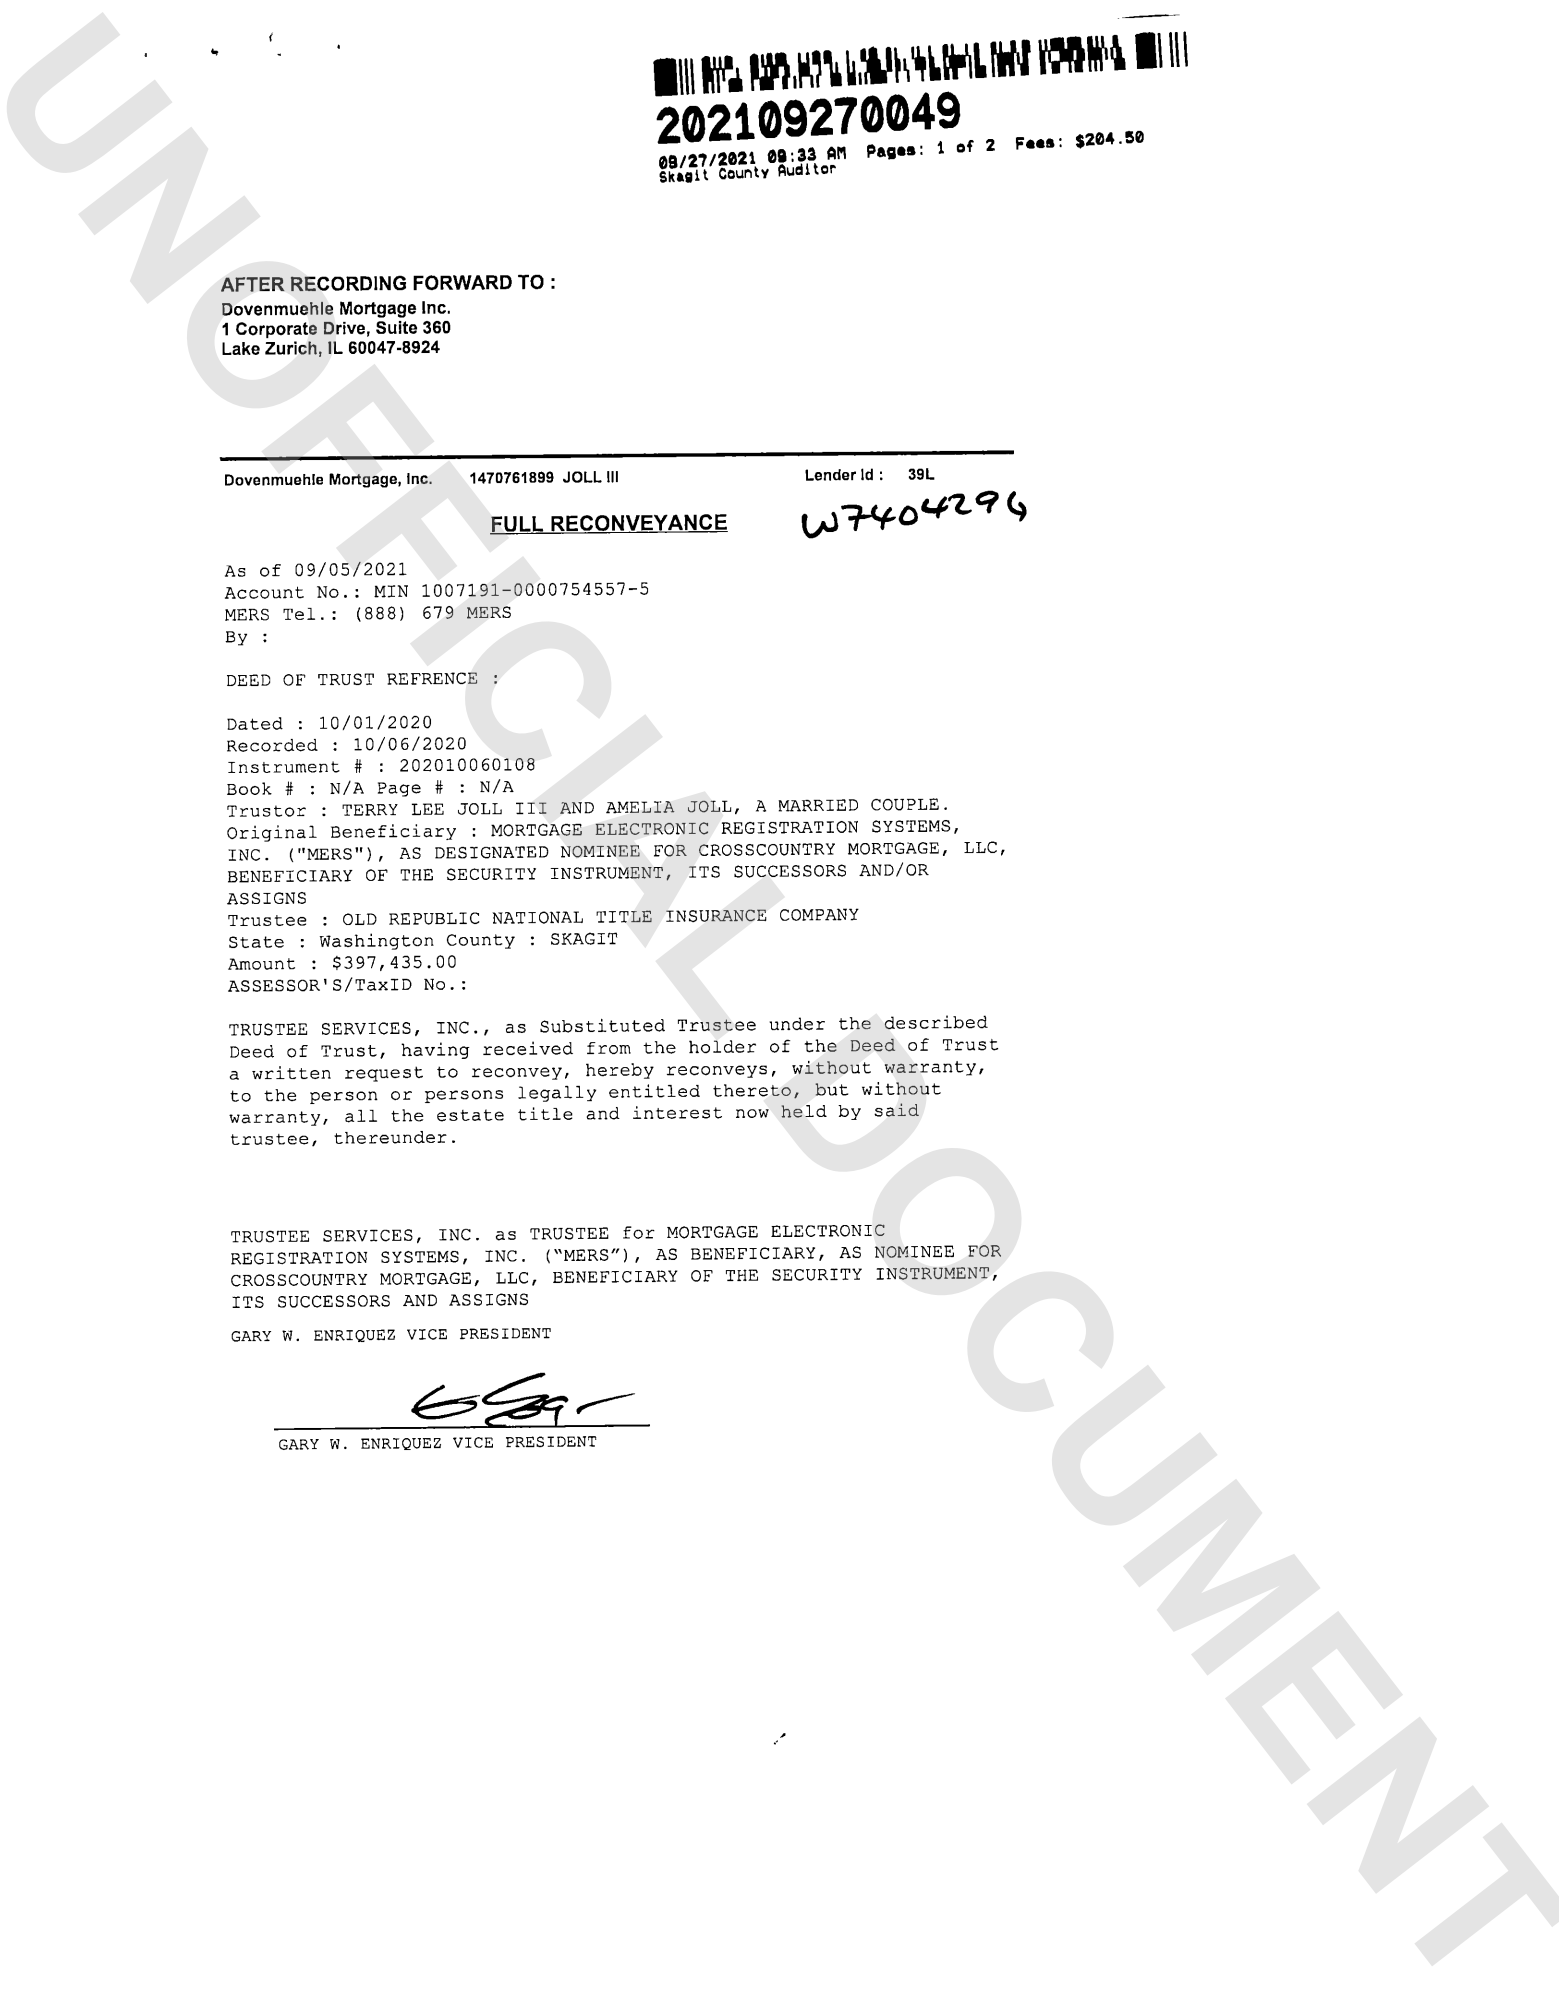 202109270049
09/27/2021 09:33 AM Pages: 1 of 2 Fees: $204.50
Skagit County Auditor
AFTER RECORDING FORWARD TO :
Dovenmuehle Mortgage Inc.
1 Corporate Drive, Suite 360
Lake Zurich, IL 60047-8924
Dovenmuehle Mortgage, Inc. 1470761899 JOLL III Lender Id : 39L
FULL RECONVEYANCE
As of 09/05/2021
Account No.: MIN 1007191-0000754557-5
MERS Tel.: (888) 679 MERS
By :
DEED OF TRUST REFRENCE :
Dated : 10/01/2020
Recorded : 10/06/2020
Instrument # : 202010060108
Book # : N/A Page # : N/A
Trustor : TERRY LEE JOLL III AND AMELIA JOLL, A MARRIED COUPLE.
Original Beneficiary : MORTGAGE ELECTRONIC REGISTRATION SYSTEMS,
INC. ("MERS"), AS DESIGNATED NOMINEE FOR CROSSCOUNTRY MORTGAGE, LLC,
BENEFICIARY OF THE SECURITY INSTRUMENT, ITS SUCCESSORS AND/OR
ASSIGNS
Trustee : OLD REPUBLIC NATIONAL TITLE INSURANCE COMPANY
State : Washington County : SKAGIT
Amount : $397,435.00
ASSESSOR'S/TaxID No.:
TRUSTEE SERVICES, INC., as Substituted Trustee under the described
Deed of Trust, having received from the holder of the Deed of Trust
a written request to reconvey, hereby reconveys, without warranty,
to the person or persons legally entitled thereto, but without
warranty, all the estate title and interest now held by said
trustee, thereunder.
TRUSTEE SERVICES, INC. as TRUSTEE for MORTGAGE ELECTRONIC
REGISTRATION SYSTEMS, INC. (“MERS”), AS BENEFICIARY, AS NOMINEE FOR
CROSSCOUNTRY MORTGAGE, LLC, BENEFICIARY OF THE SECURITY INSTRUMENT,
ITS SUCCESSORS AND ASSIGNS
GARY W. ENRIQUEZ VICE PRESIDENT
GARY W. ENRIQUEZ VICE PRESIDENT
UNOFFICIAL DOCUMENT